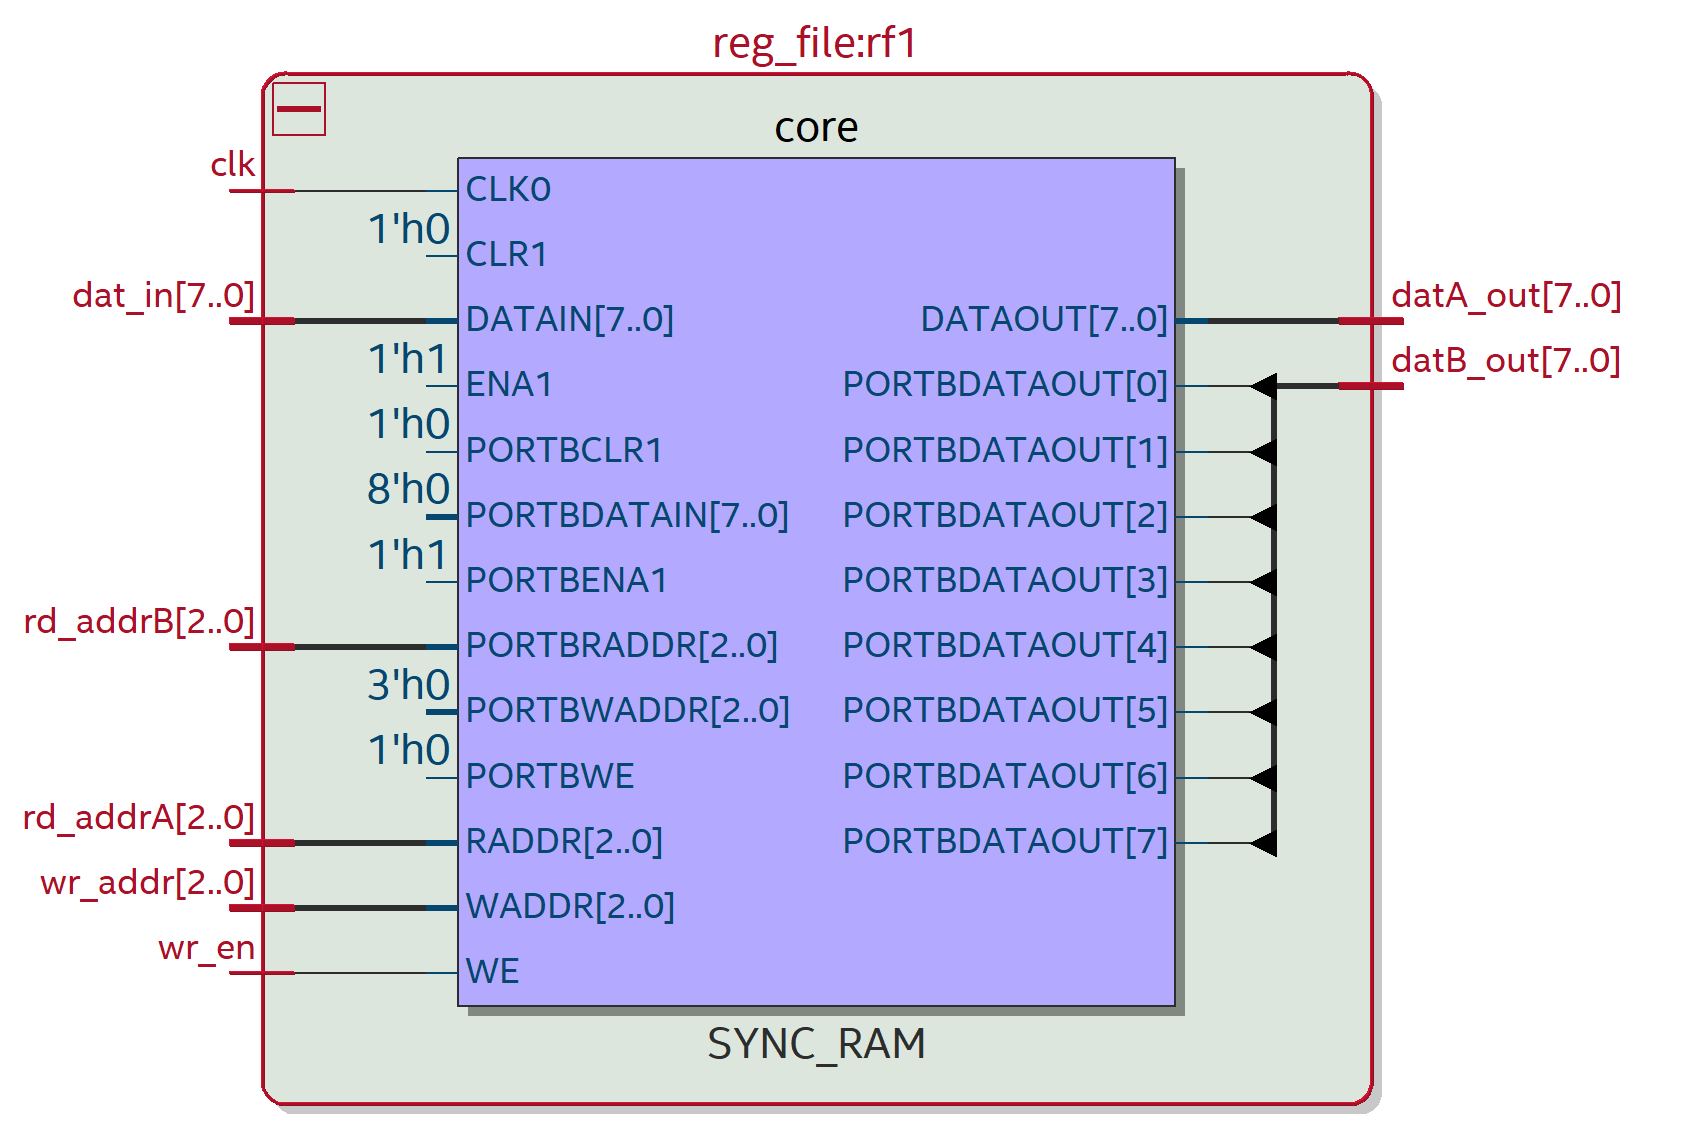 reg_file:rf1
core
clk
CLK0
1'h0
CLR1
dat_in[7..0]
DATAIN[7..0]
DATAOUT[7..0]
datA_out[7..0]
1'h1
ENA1
PORTBDATAOUT[0]
datB_out[7..0]
1'h0
PORTBCLR1
PORTBDATAOUT[1]
8'h0
PORTBDATAIN[7..0]
PORTBDATAOUT[2]
1'h1
PORTBENA1
PORTBDATAOUT[3]
rd_addrB[2..0]
PORTBRADDR[2..0]
PORTBDATAOUT[4]
3'h0
PORTBWADDR[2..0]
PORTBDATAOUT[5]
1'h0
PORTBWE
PORTBDATAOUT[6]
rd_addrA[2..0]
RADDR[2..0]
PORTBDATAOUT[7]
wr_addr[2..0]
WADDR[2..0]
wr_en
WE
SYNC_RAM